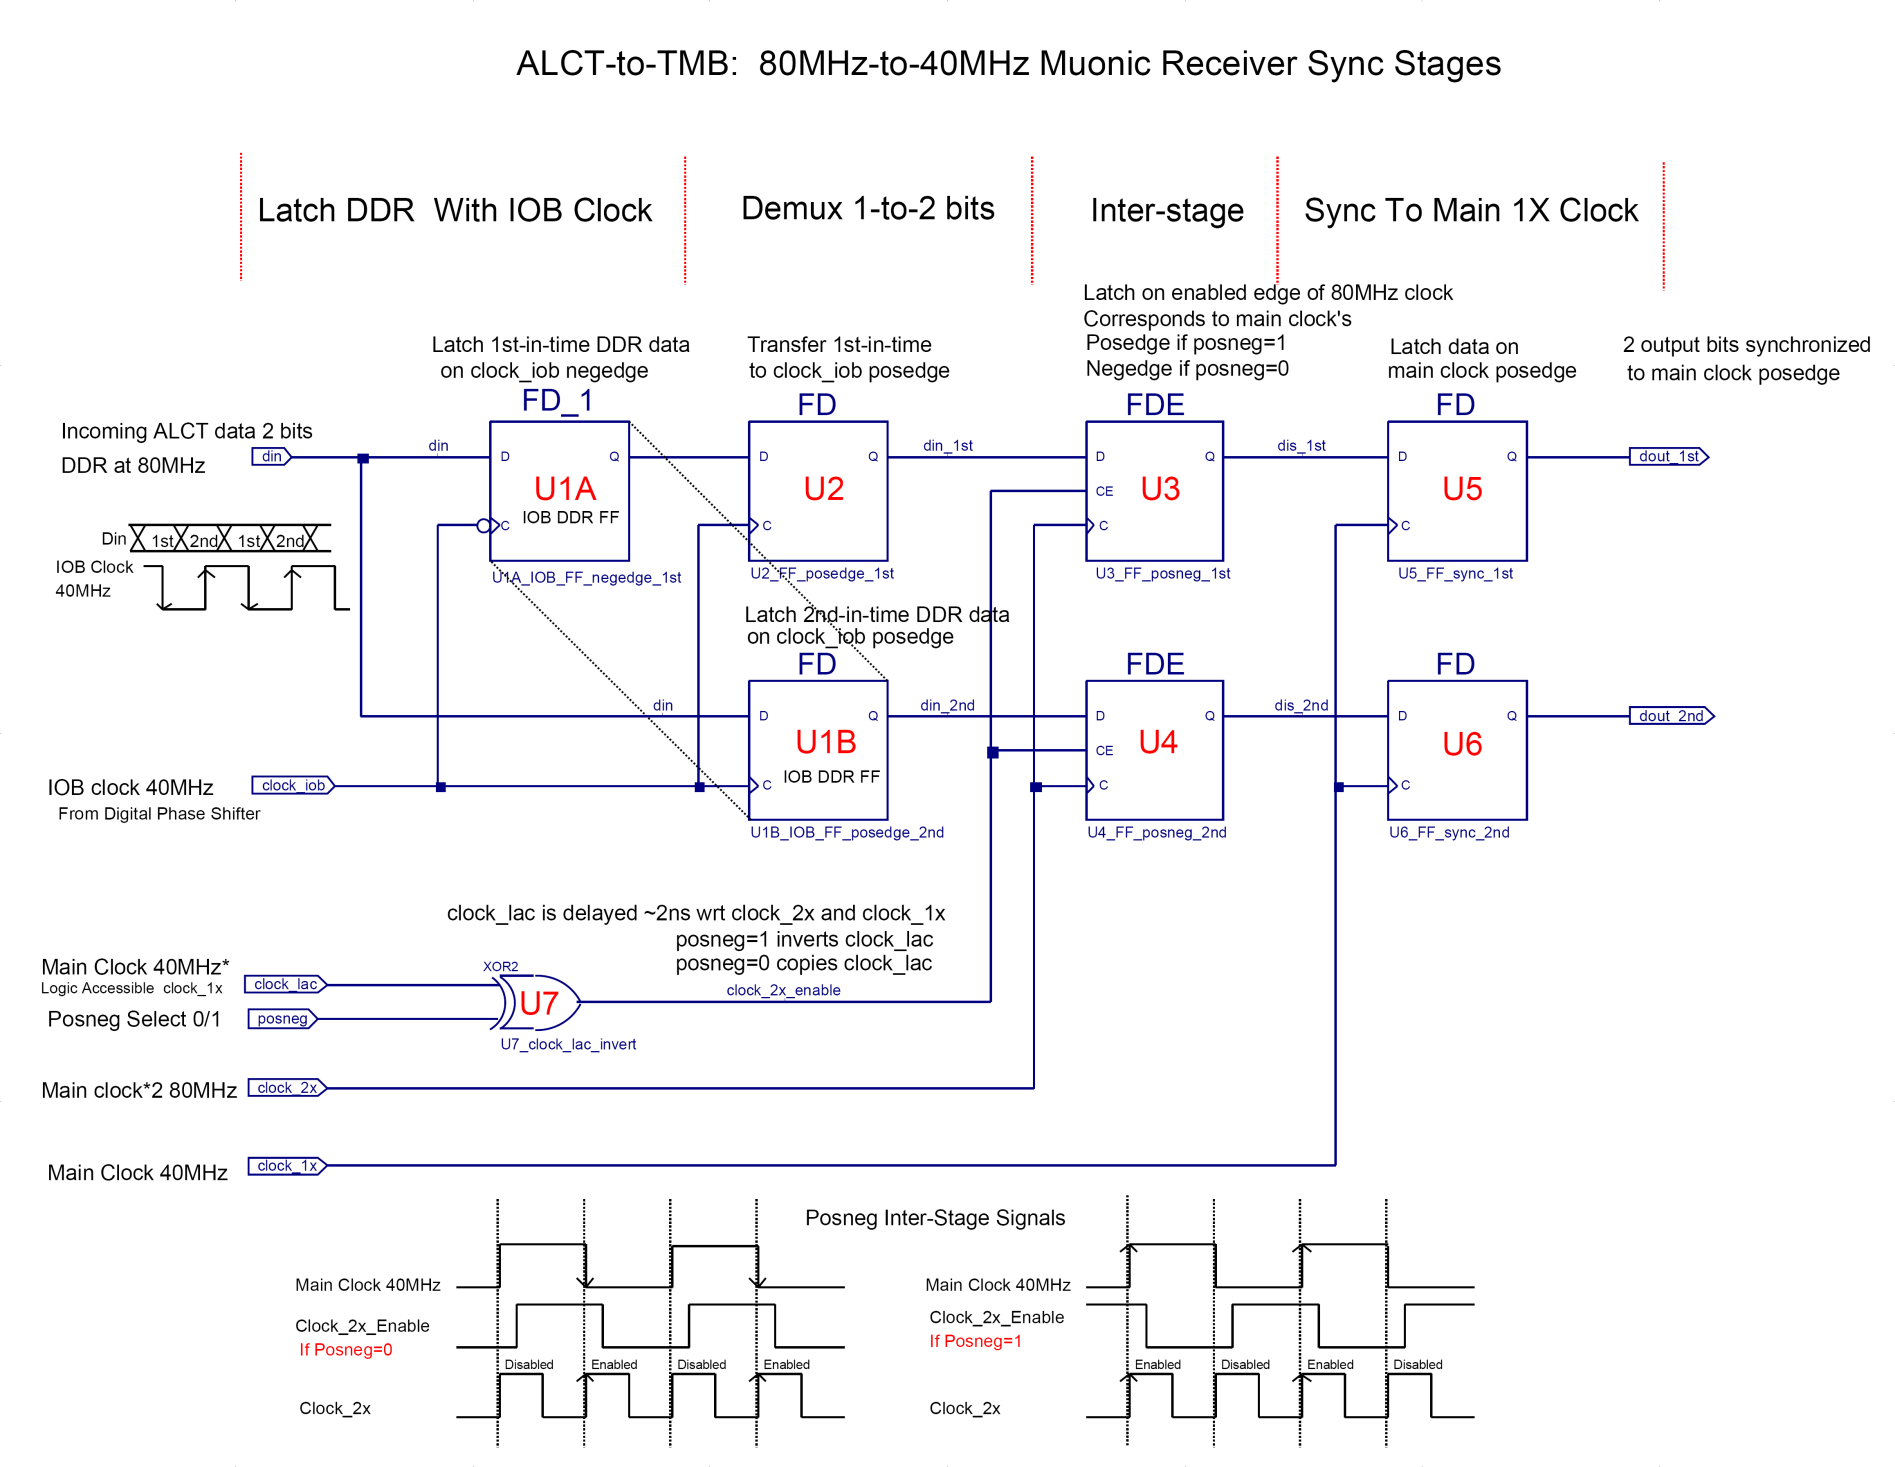 ALCT-to-TMB:  80MHz-to-40MHz Muonic Receiver Sync Stages
Latch DDR  With IOB Clock
Demux 1-to-2 bits
Inter-stage
Sync To Main 1X Clock
Latch on enabled edge of 80MHz clock
Corresponds to main clock's
Posedge if posneg=1
Negedge if posneg=0
Latch 1st-in-time DDR data
on clock_iob negedge
Transfer 1st-in-time
to clock_iob posedge
Latch data on
main clock posedge
2 output bits synchronized
to main clock posedge
FD_1
FD
FDE
FD
Incoming ALCT data 2 bits
DDR at 80MHz
din
din
D
Q
U1A
IOB DDR FF
C
U1A_IOB_FF_negedge_1st
D
Q
U2
C
U2_FF_posedge_1st
din_1st
D
Q
CE
U3
C
U3_FF_posneg_1st
dis_1st
D
Q
U5
C
U5_FF_sync_1st
dout_1st
Din
1st
2nd
1st
2nd
IOB Clock
40MHz
Latch 2nd-in-time DDR data
on clock_iob posedge
FD
FDE
FD
din
D
Q
U1B
IOB DDR FF
C
U1B_IOB_FF_posedge_2nd
din_2nd
D
Q
CE
U4
C
U4_FF_posneg_2nd
dis_2nd
D
Q
U6
C
U6_FF_sync_2nd
dout_2nd
IOB clock 40MHz
From Digital Phase Shifter
clock_iob
clock_lac is delayed ~2ns wrt clock_2x and clock_1x
posneg=1 inverts clock_lac
posneg=0 copies clock_lac
Main Clock 40MHz*
Logic Accessible  clock_1x
clock_lac
XOR2
U7
U7_clock_lac_invert
clock_2x_enable
Posneg Select 0/1
posneg
Main clock*2 80MHz
clock_2x
Main Clock 40MHz
clock_1x
Posneg Inter-Stage Signals
Main Clock 40MHz
Clock_2x_Enable
If Posneg=0
Disabled
Enabled
Disabled
Enabled
Clock_2x
Main Clock 40MHz
Clock_2x_Enable
If Posneg=1
Enabled
Disabled
Enabled
Disabled
Clock_2x